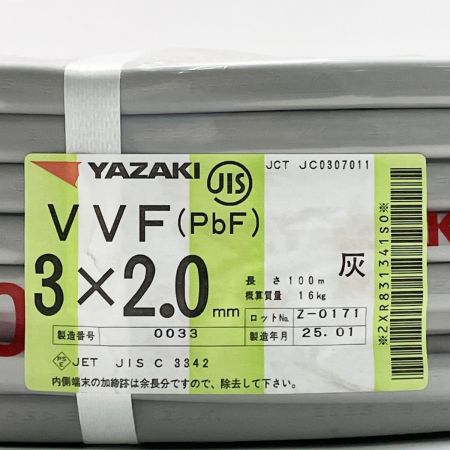 YAZAKI JIS JCT JC0307011
VVF(PbF)
3×2.0mm
灰
長さ 100m
概算質量 16kg
ロットNo. Z-0171
製造番号 0033 製造年月 25.01
PSE JET JIS C 3342
内側端末の加締跡は余長分ですので、除去して下さい。
※2XR831341S0※